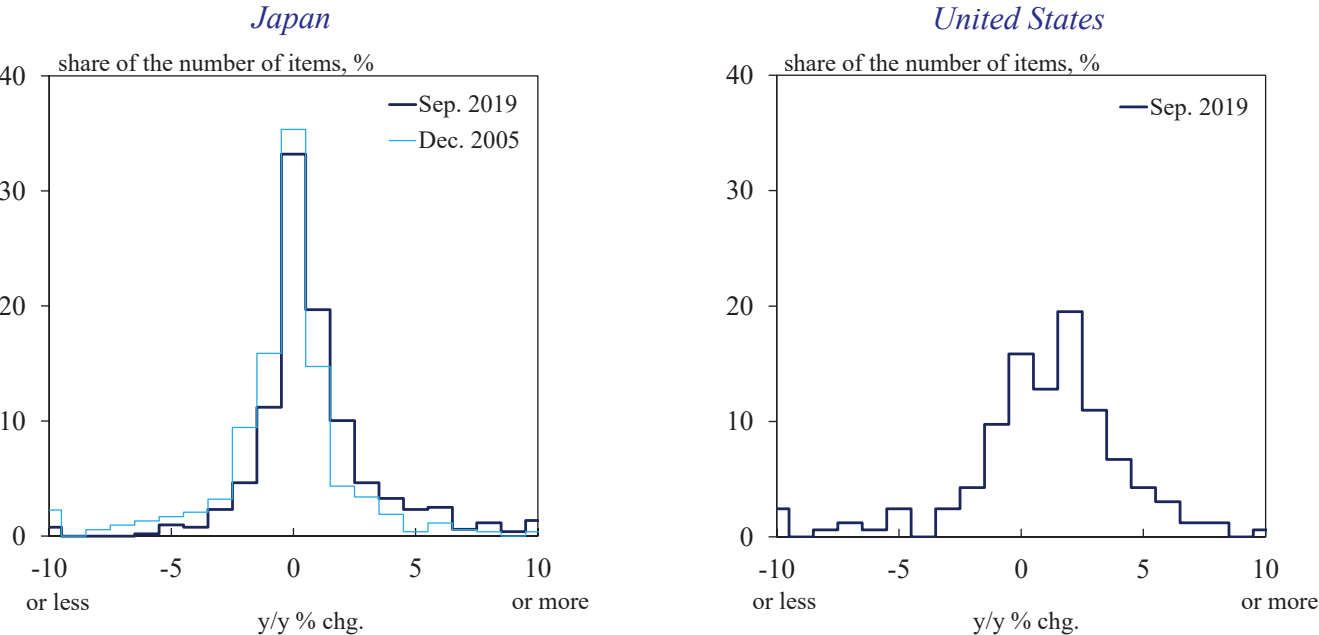 Japan
share of the number of items, %
Sep. 2019
Dec. 2005
40
30
20
10
0
-10
-5
0
5
10
or less
or more
y/y % chg.
United States
share of the number of items, %
Sep. 2019
40
30
20
10
0
-10
-5
0
5
10
or less
or more
y/y % chg.